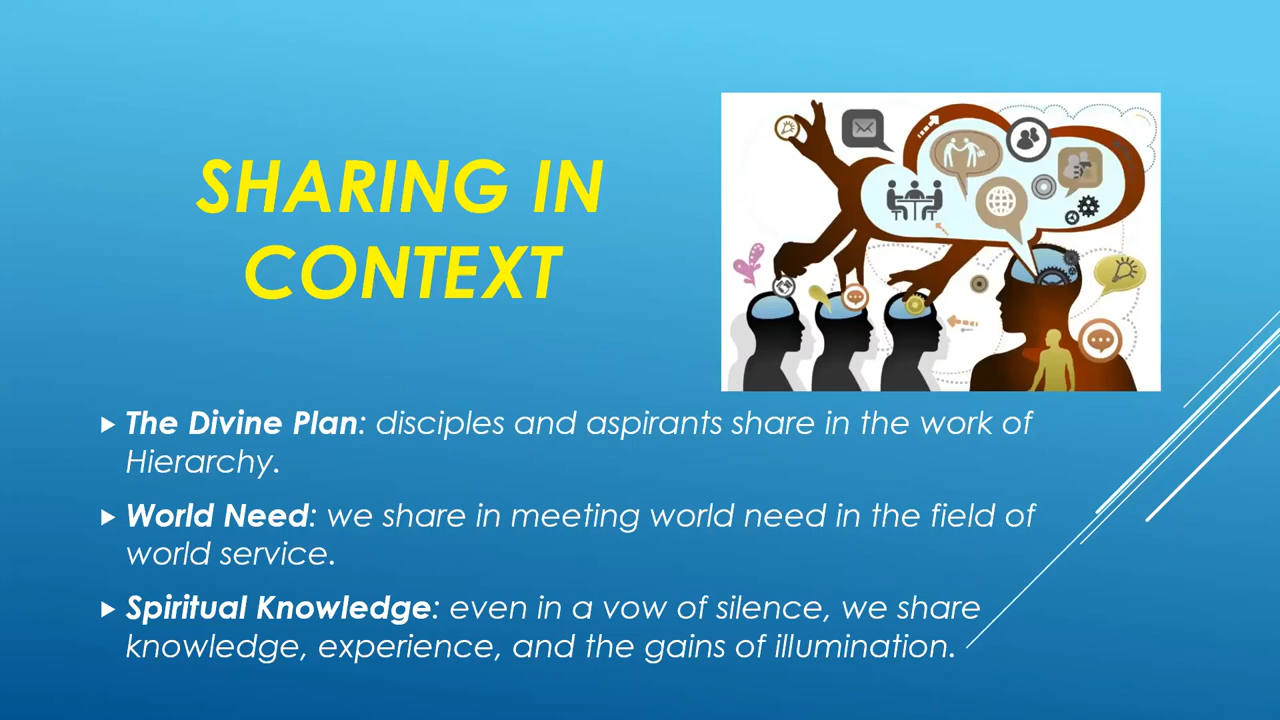 SHARING IN
CONTEXT
The Divine Plan: disciples and aspirants share in the work of
Hierarchy.
World Need: we share in meeting world need in the field of
world service.
Spiritual Knowledge: even in a vow of silence, we share
knowledge, experience, and the gains of illumination.